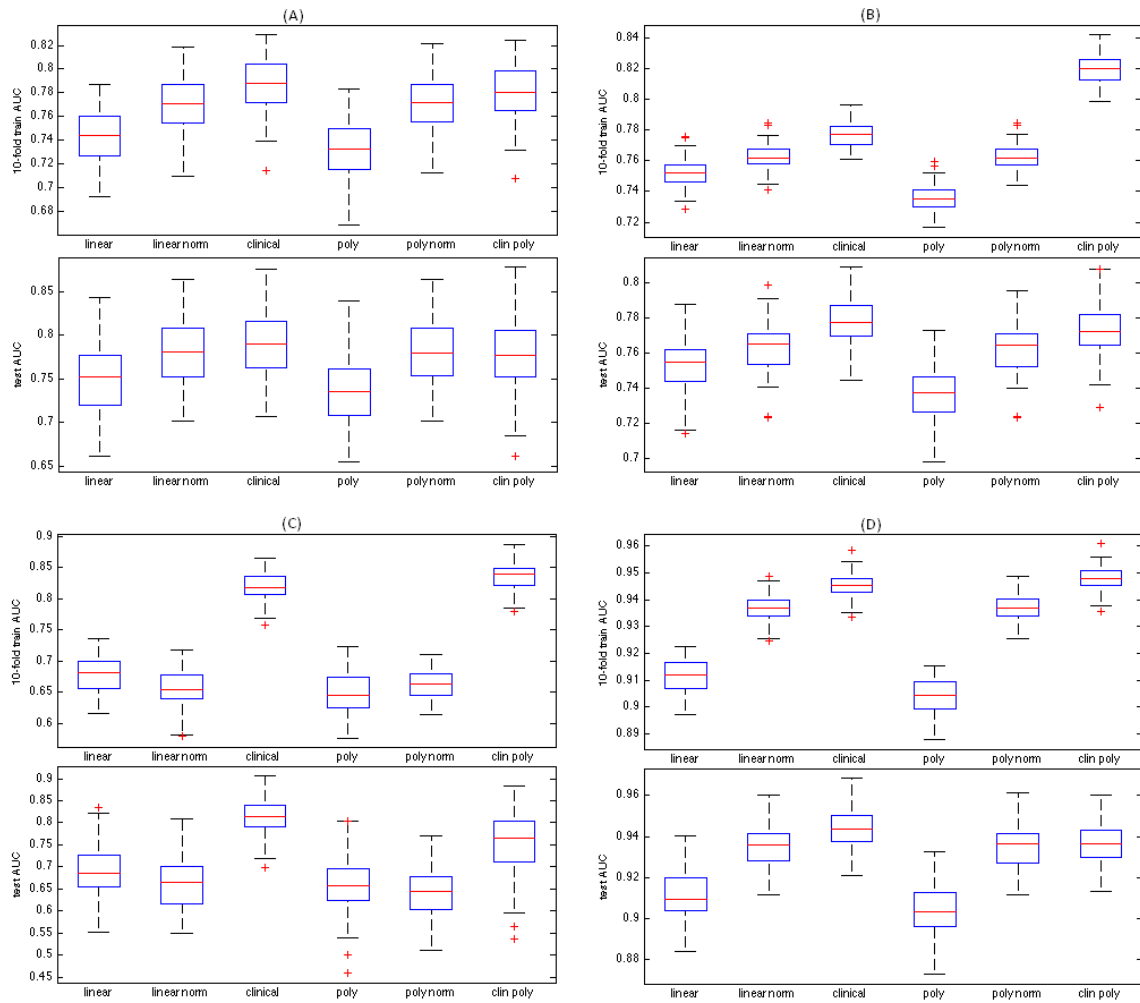 (A)
10-fold train AUC
0.82
0.8
0.78
0.76
0.74
0.72
0.7
0.68
linear linear norm clinical poly poly norm clin poly
test AUC
0.85
0.8
0.75
0.7
0.65
linear linear norm clinical poly poly norm clin poly
(B)
10-fold train AUC
0.84
0.82
0.8
0.78
0.76
0.74
0.72
linear linear norm clinical poly poly norm clin poly
test AUC
0.8
0.78
0.76
0.74
0.72
0.7
linear linear norm clinical poly poly norm clin poly
(C)
10-fold train AUC
0.9
0.85
0.8
0.75
0.7
0.65
0.6
linear linear norm clinical poly poly norm clin poly
test AUC
0.9
0.85
0.8
0.75
0.7
0.65
0.6
0.55
0.5
0.45
linear linear norm clinical poly poly norm clin poly
(D)
10-fold train AUC
0.96
0.95
0.94
0.93
0.92
0.91
0.9
0.89
linear linear norm clinical poly poly norm clin poly
test AUC
0.96
0.94
0.92
0.9
0.88
linear linear norm clinical poly poly norm clin poly